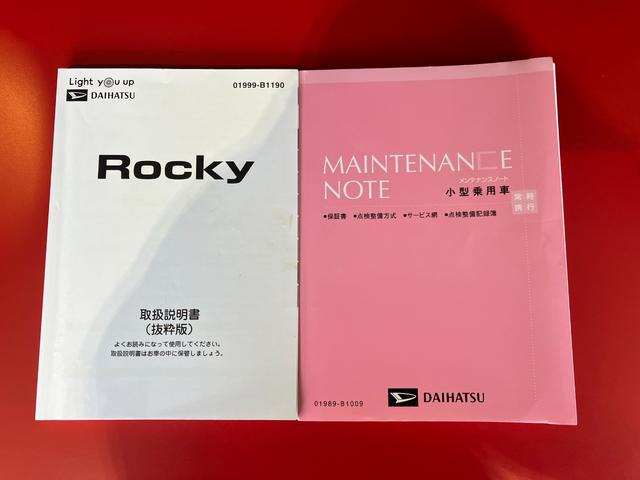 Light you up
DAIHATSU
01999-B1190
Rocky
取扱説明書
（抜粋版）
よくお読みになって使用してください。
取扱説明書はお車の中に保管しましょう。
MAINTENANCE
NOTE
メンテナンスノート
小型乗用車
常時
携行
●保証書 ●点検整備方式 ●サービス網 ●点検整備記録簿
01989-B1009
DAIHATSU